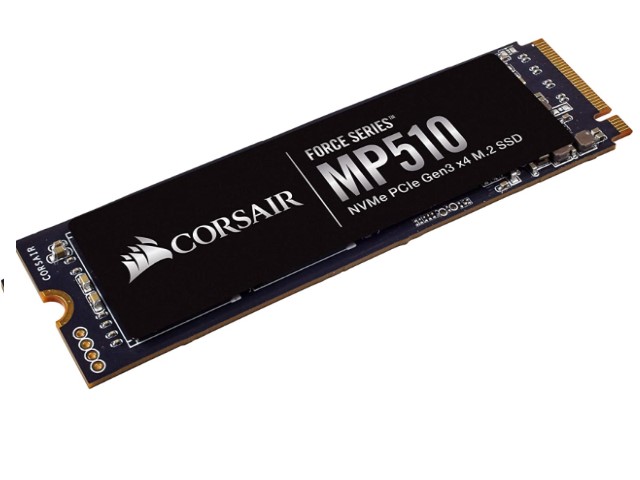 FORCE SERIES™
MP510
NVMe PCIe Gen3 x4 M.2 SSD
CORSAIR
CORSAIR